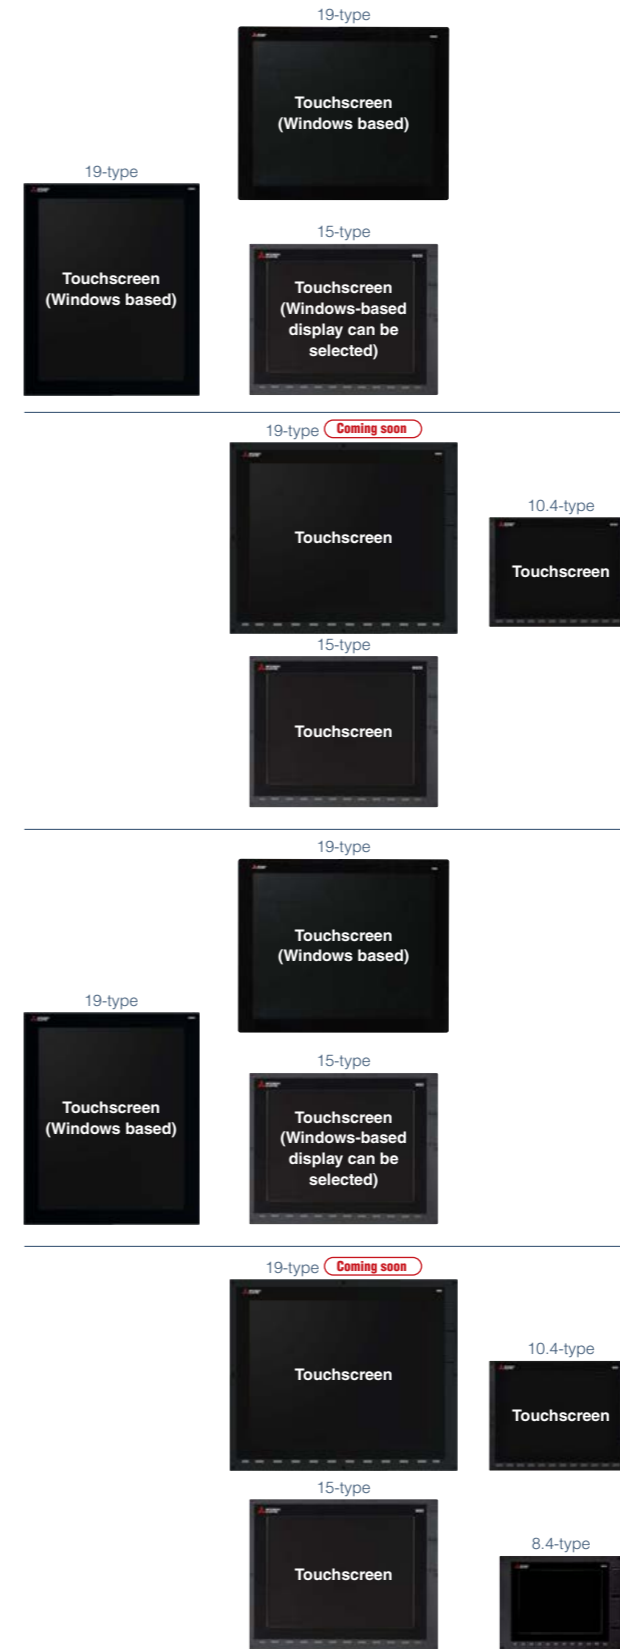 19-type
Touchscreen
(Windows based)
19-type
Touchscreen
(Windows based)
15-type
Touchscreen
(Windows-based
display can be
selected)
19-type Coming soon
Touchscreen
10.4-type
Touchscreen
15-type
Touchscreen
19-type
Touchscreen
(Windows based)
19-type
Touchscreen
(Windows based)
15-type
Touchscreen
(Windows-based
display can be
selected)
19-type Coming soon
Touchscreen
10.4-type
Touchscreen
15-type
Touchscreen
8.4-type